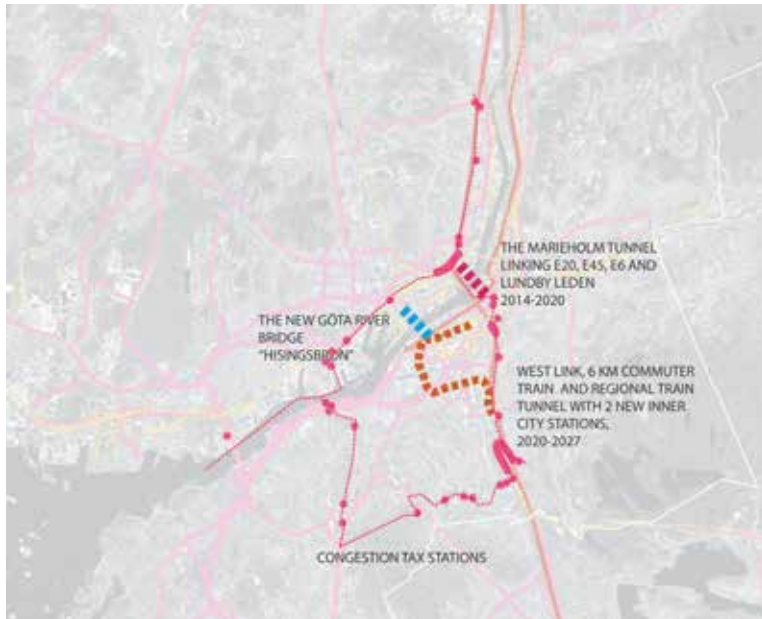 THE MARIEHOLM TUNNEL
LINKING E20, E45, E6 AND
LUNDBY LEDEN
2014-2020
THE NEW GÖTA RIVER
BRIDGE
"HISINGSBRON"
WEST LINK, 6 KM COMMUTER
TRAIN AND REGIONAL TRAIN
TUNNEL WITH 2 NEW INNER
CITY STATIONS,
2020-2027
CONGESTION TAX STATIONS